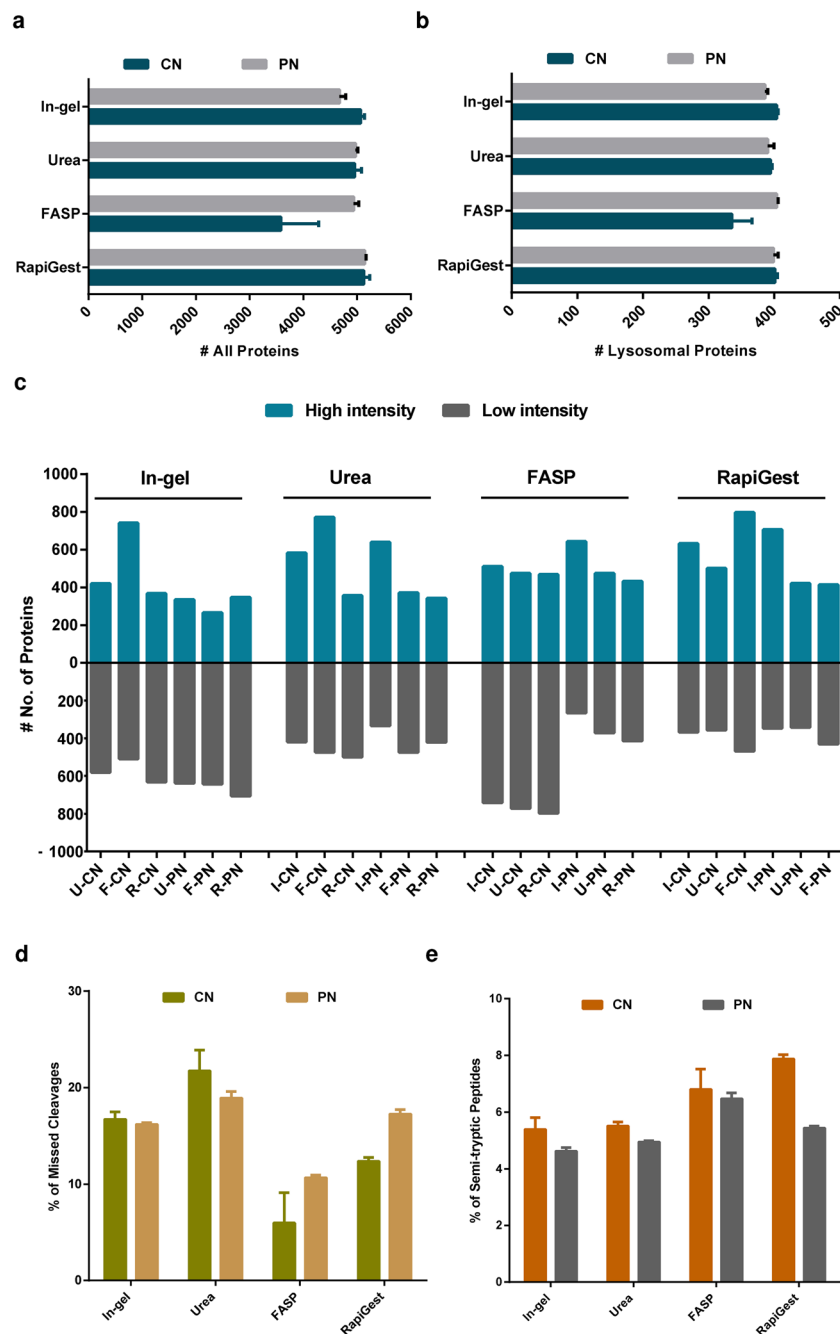 a
CN PN
In-gel
Urea
FASP
RapiGest
0 1000 2000 3000 4000 5000 6000
# All Proteins
b
CN PN
In-gel
Urea
FASP
RapiGest
0 100 200 300 400 500
# Lysosomal Proteins
c
High intensity Low intensity
In-gel Urea FASP RapiGest
1000
800
600
400
200
0
200
400
600
800
- 1000
# No. of Proteins
U-CN F-CN R-CN U-PN F-PN R-PN I-CN F-CN R-CN I-PN F-PN R-PN I-CN U-CN R-CN I-PN U-PN R-PN I-CN U-CN F-CN I-PN U-PN F-PN
d
CN PN
30
20
10
0
% of Missed Cleavages
In-gel Urea FASP RapiGest
e
CN PN
10
8
6
4
2
0
% of Semi-tryptic Peptides
In-gel Urea FASP RapiGest